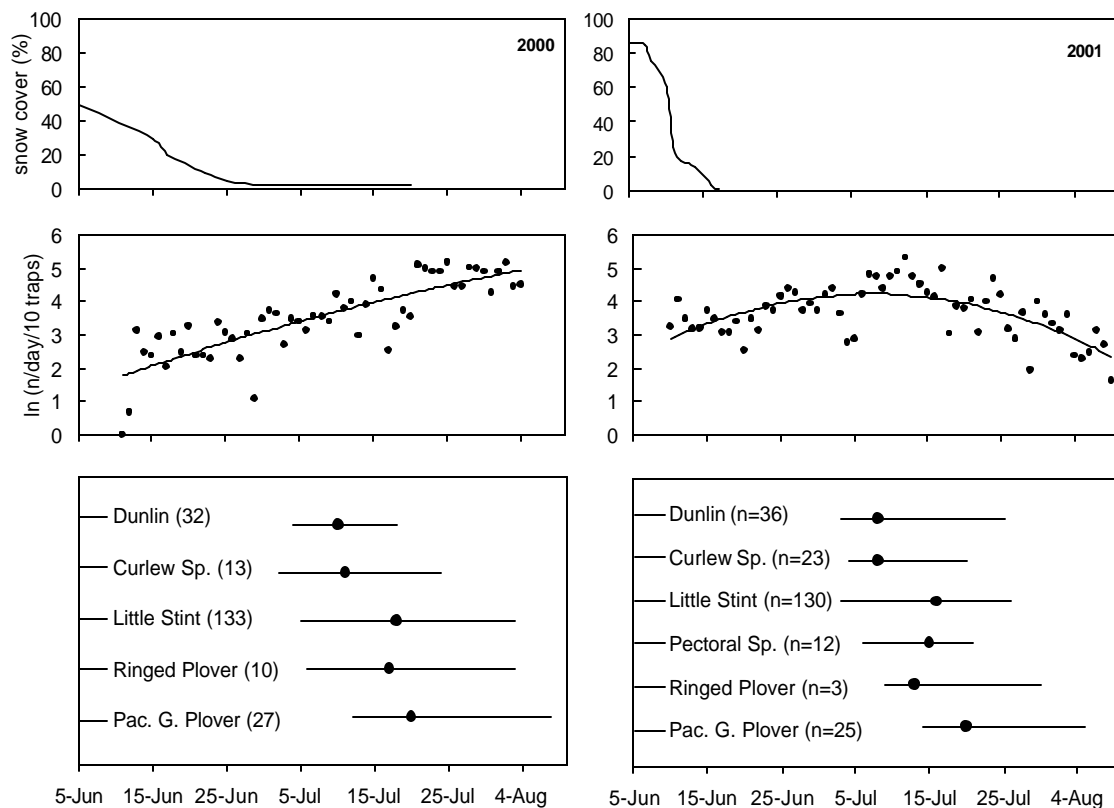 100
80
60
40
20
0
snow cover (%)
2000
100
80
60
40
20
0
2001
6
5
4
3
2
1
0
ln (n/day/10 traps)
6
5
4
3
2
1
0
Dunlin (32)
Curlew Sp. (13)
Little Stint (133)
Ringed Plover (10)
Pac. G. Plover (27)
5-Jun 15-Jun 25-Jun 5-Jul 15-Jul 25-Jul 4-Aug
Dunlin (n=36)
Curlew Sp. (n=23)
Little Stint (n=130)
Pectoral Sp. (n=12)
Ringed Plover (n=3)
Pac. G. Plover (n=25)
5-Jun 15-Jun 25-Jun 5-Jul 15-Jul 25-Jul 4-Aug